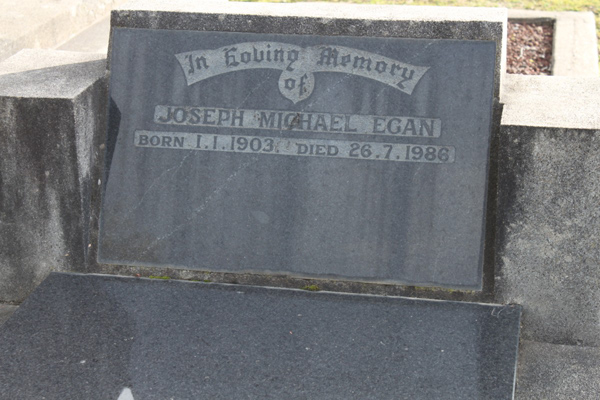 In Loving Memory
of
JOSEPH MICHAEL EGAN
BORN 1.1.1903. DIED 26.7.1986